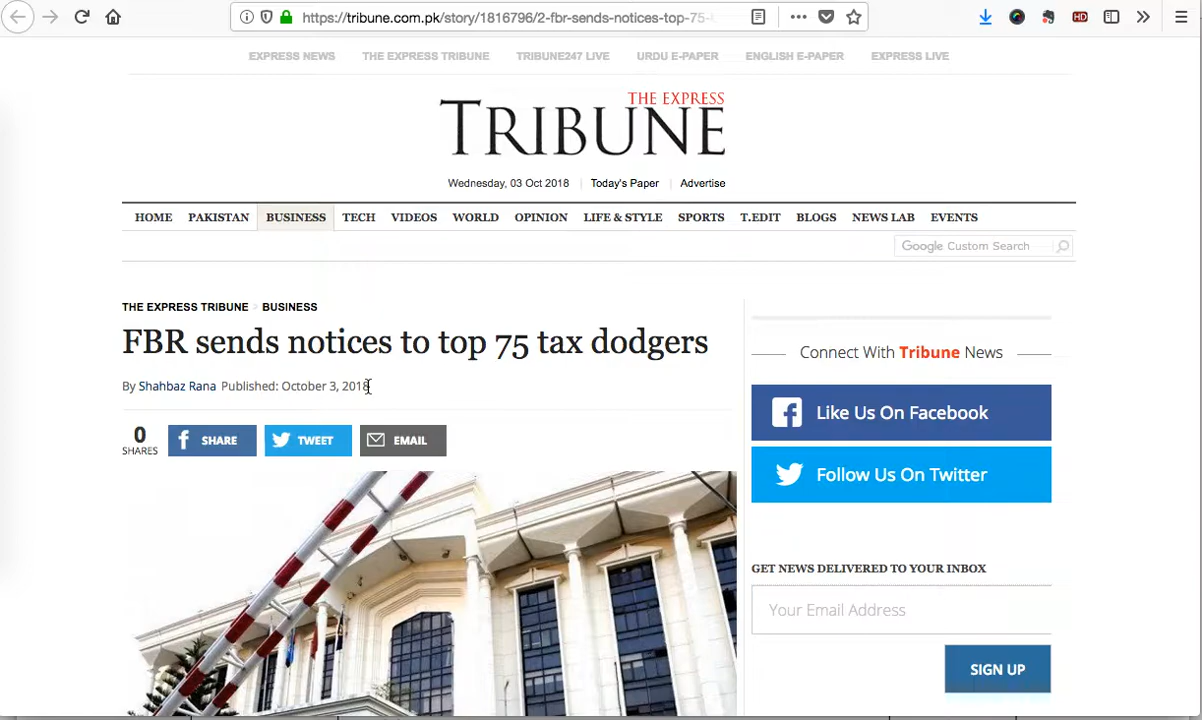 https://tribune.com.pk/story/1816796/2-fbr-sends-notices-top-75-
HD
EXPRESS NEWS THE EXPRESS TRIBUNE TRIBUNE247 LIVE URDU E-PAPER ENGLISH E-PAPER EXPRESS LIVE
THE EXPRESS
TRIBUNE
Wednesday, 03 Oct 2018 Today's Paper Advertise
HOME PAKISTAN BUSINESS TECH VIDEOS WORLD OPINION LIFE & STYLE SPORTS T.EDIT BLOGS NEWS LAB EVENTS
Google Custom Search
THE EXPRESS TRIBUNE > BUSINESS
FBR sends notices to top 75 tax dodgers
By Shahbaz Rana Published: October 3, 2018
0
SHARES
SHARE TWEET EMAIL
Connect With Tribune News
Like Us On Facebook
Follow Us On Twitter
GET NEWS DELIVERED TO YOUR INBOX
Your Email Address
SIGN UP